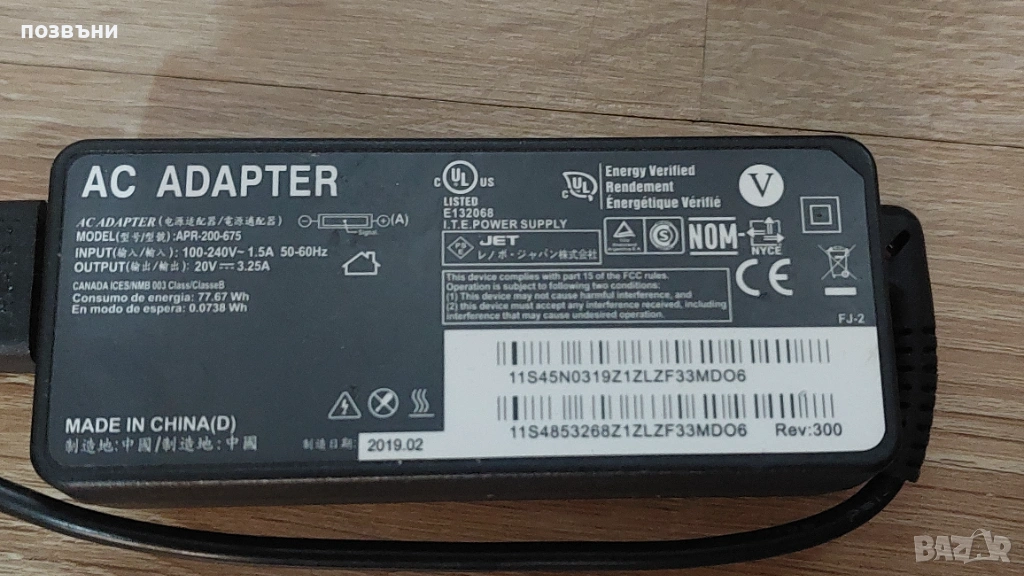 позвъни
AC ADAPTER
AC ADAPTER (电源适配器/電源適配器)
(A)
MODEL(型号/型號): APR-200-675
INPUT(输入/輸入): 100-240V~ 1.5A 50-60Hz
OUTPUT(输出/輸出): 20V ⎓ 3.25A
CANADA ICES/NMB 003 Class/ClasseB
Consumo de energia: 77.67 Wh
En modo de espera: 0.0738 Wh
MADE IN CHINA(D)
制造地:中國/製造地:中國
制造日期:
2019.02
C UL US
LISTED
E132068
I.T.E. POWER SUPPLY
c UL
Energy Verified
Rendement
Énergétique Vérifié
V
PS E
JET
レノボ・ジャパン株式会社
S
NOM
NYCE
This device complies with part 15 of the FCC rules.
Operation is subject to following two conditions:
(1) This device may not cause harmful interference, and
(2) this device must accept any interference received, including
interference that may cause undesired operation.
CE
FJ-2
11S45N0319Z1ZLZF33MDO6
11S4853268Z1ZLZF33MDO6
Rev:300
BAZAR